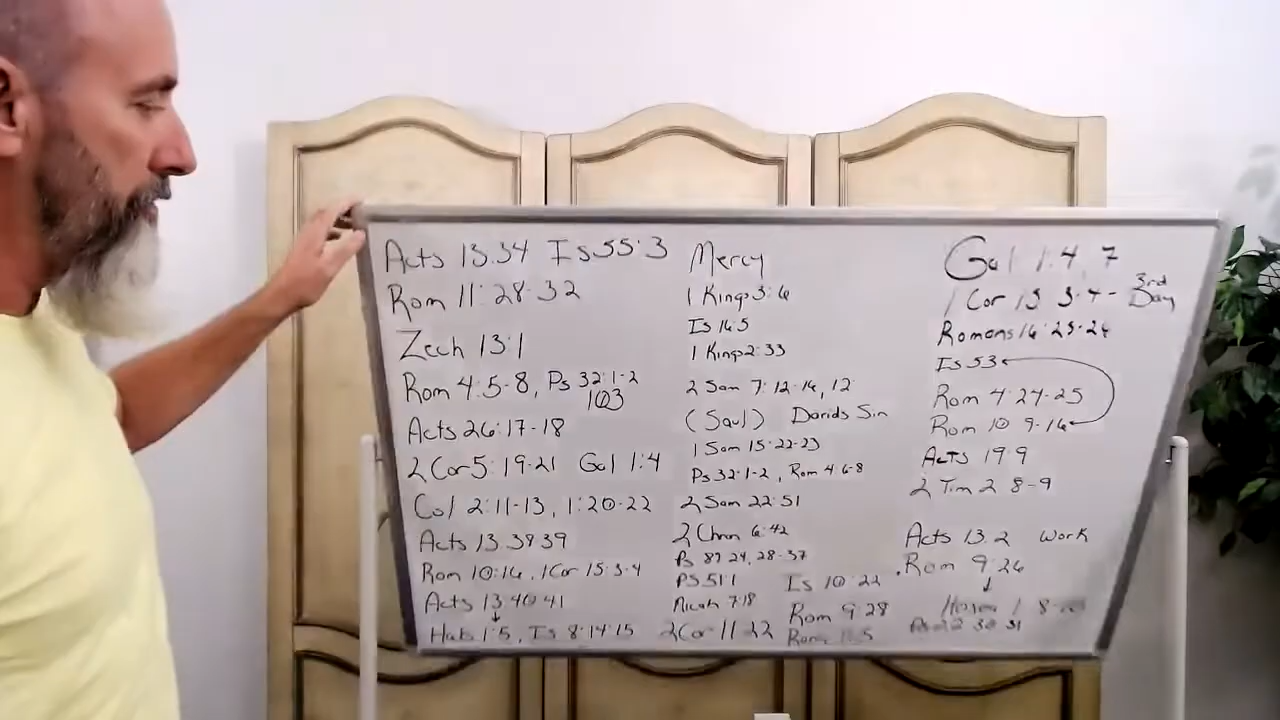 Acts 13:34 Is 55:3
Rom 11:28-32
Zech 13:1
Rom 4:5-8, Ps 32:1-2
103
Acts 26:17-18
2 Cor 5:19-21 Gal 1:4
Col 2:11-13, 1:20-22
Acts 13:38 39
Rom 10:16, 1 Cor 15:3-4
Acts 13:40 41
Hab 1:5, Is 8:14-15
Mercy
1 Kings 3:6
Is 16:5
1 Kings 2:33
2 Sam 7:12-16, 12
(Saul) Davids Sin
1 Sam 15:22-23
Ps 32:1-2, Rom 4:6-8
2 Sam 22:51
2 Chron 6:42
Ps 89 24, 28-37
PS 51:1
Micah 7:18
2 Cor 11:22
Is 10:22
Rom 9:28
Gal 1:4, 7
1 Cor 15 3-4 - 3rd Day
Romans 16:25-26
Is 53
Rom 4:24-25
Rom 10 9-16
Acts 19:9
2 Tim 2 8-9
Acts 13:2 work
Rom 9:26
Hosea 1
30 31